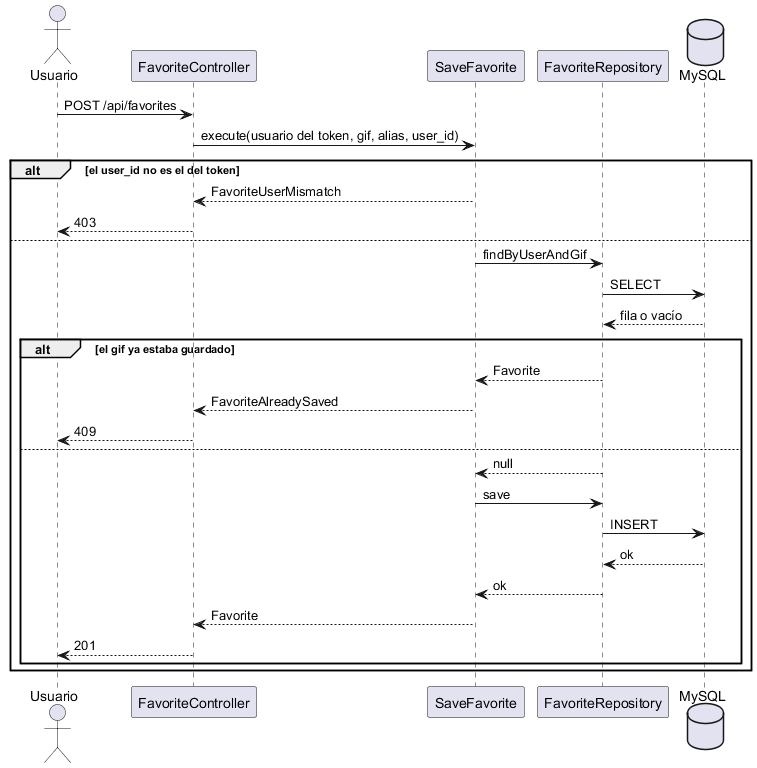 Usuario
FavoriteController
SaveFavorite
FavoriteRepository
MySQL
POST /api/favorites
execute(usuario del token, gif, alias, user_id)
alt
[el user_id no es el del token]
FavoriteUserMismatch
403
findByUserAndGif
SELECT
fila o vacío
alt
[el gif ya estaba guardado]
Favorite
FavoriteAlreadySaved
409
null
save
INSERT
ok
ok
Favorite
201
Usuario
FavoriteController
SaveFavorite
FavoriteRepository
MySQL